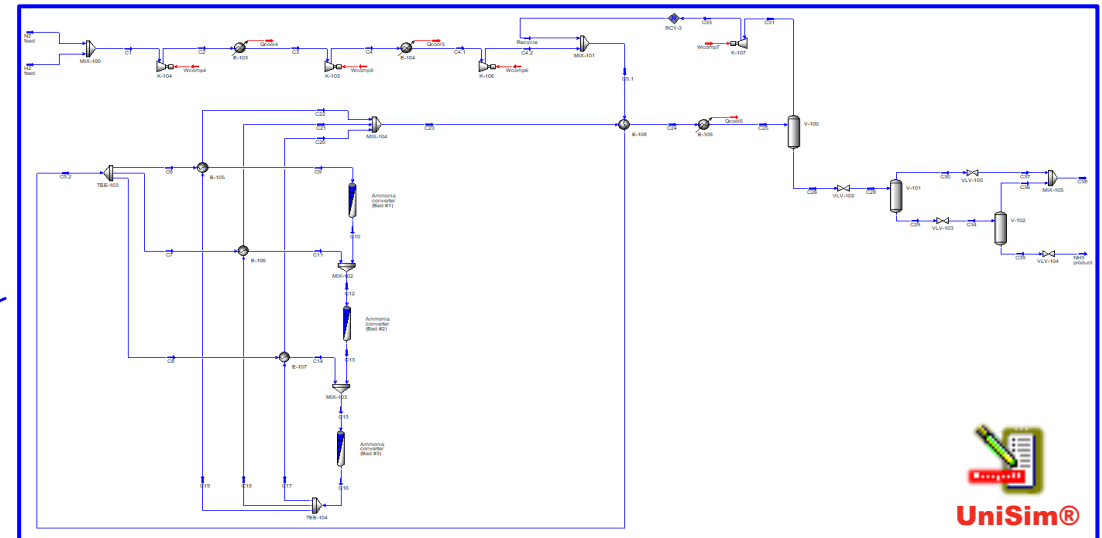 N2
feed
H2
feed
MIX-100
C1
K-104
Wcomp4
C2
E-103
Qcool4
C3
K-105
Wcomp5
C4
E-104
Qcool5
C4.1
K-106
Wcomp6
C4.2
Recycle
MIX-101
RCY-3
C33
K-107
Wcomp7
C31
C5.1
C22
C21
C20
MIX-104
C23
E-108
C24
E-109
Qcool6
C25
V-100
C5.2
TEE-103
C6
E-105
C9
Ammonia
converter
(Bed #1)
C10
C26
VLV-102
C28
V-101
C30
VLV-105
C37
C36
MIX-105
C38
C29
VLV-103
C34
V-102
C35
VLV-104
NH3
product
C7
E-106
C11
MIX-102
C12
Ammonia
converter
(Bed #2)
C13
C8
E-107
C14
MIX-103
C15
Ammonia
converter
(Bed #3)
C16
C19
C18
C17
TEE-104
UniSim®